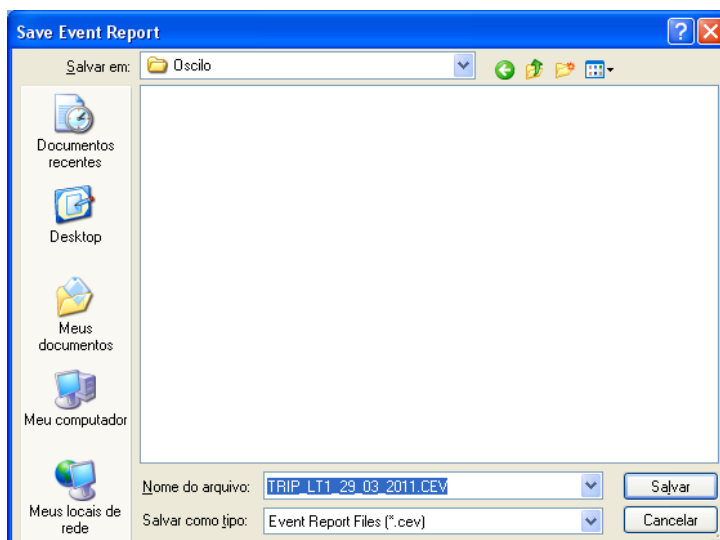 Save Event Report
Salvar em: Oscilo
Documentos
recentes
Desktop
Meus
documentos
Meu computador
Meus locais de
rede
Nome do arquivo: TRIP_LT1_29_03_2011.CEV Salvar
Salvar como tipo: Event Report Files (*.cev) Cancelar